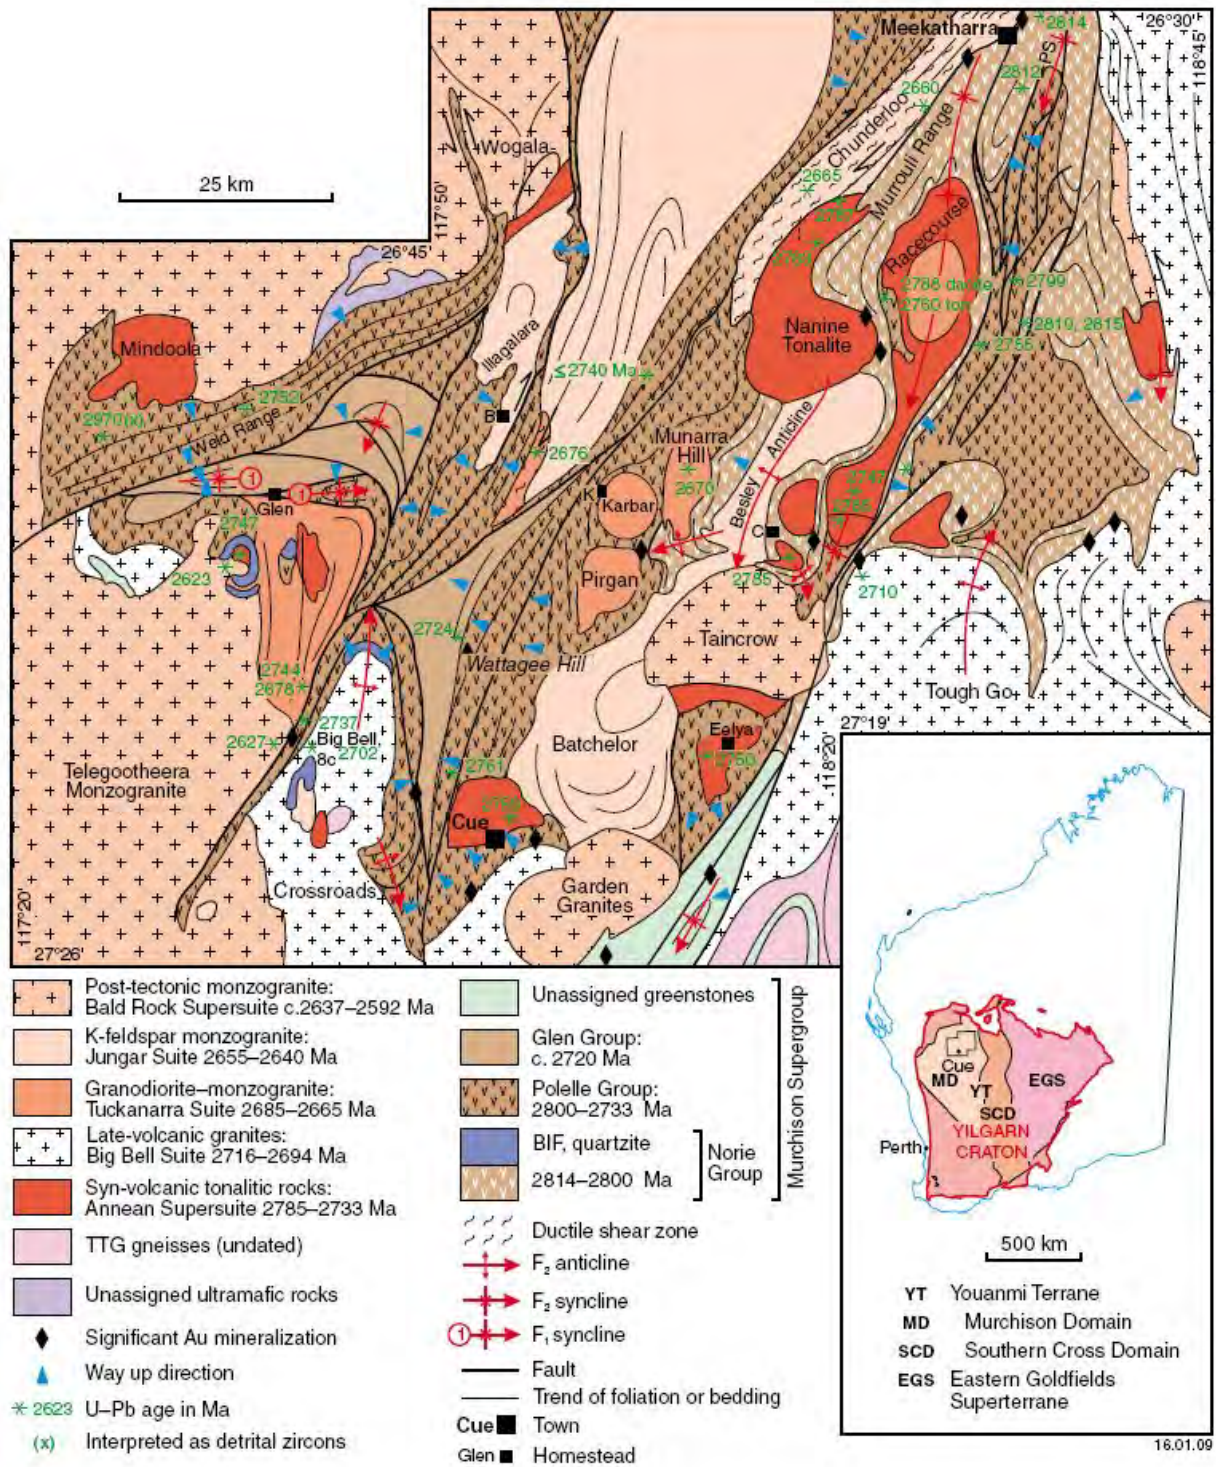 Meekatharra
2814
26°30'
118°45'
PS
2812
2660
Chunderloo
Murrouli Range
Wogala
25 km
117°50'
2665
2787
Racecourse
26°45'
2788 dacite
2760 ton
2799
Nanine
Tonalite
2810, 2815
2755
Mindoola
Illagalara
≤2740 Ma
2752
2970(x)
Weld Range
B
Munarra
Hill
Besley Anticline
2676
1
1
Glen
K
Karbar
2670
2747
C
2747
2623
Pirgan
2785
2710
2724
Wattagee Hill
Taincrow
2744
2678
Tough Go
2737
2627
Big Bell,
8c
2702
Batchelor
Eelya
2760
27°19'
118°20'
Telegootheera
Monzogranite
2761
Cue
Crossroads
Garden
Granites
117°20'
27°26'
Post-tectonic monzogranite:
Bald Rock Supersuite c.2637–2592 Ma
K-feldspar monzogranite:
Jungar Suite 2655–2640 Ma
Granodiorite–monzogranite:
Tuckanarra Suite 2685–2665 Ma
Late-volcanic granites:
Big Bell Suite 2716–2694 Ma
Syn-volcanic tonalitic rocks:
Annean Supersuite 2785–2733 Ma
TTG gneisses (undated)
Unassigned ultramafic rocks
Significant Au mineralization
Way up direction
2623 U–Pb age in Ma
(x) Interpreted as detrital zircons
Unassigned greenstones
Glen Group:
c. 2720 Ma
Polelle Group:
2800–2733 Ma
BIF, quartzite
2814–2800 Ma
Norie
Group
Murchison Supergroup
Ductile shear zone
F₂ anticline
F₂ syncline
1 F₁ syncline
Fault
Trend of foliation or bedding
Cue Town
Glen Homestead
Cue
MD
YT
SCD
EGS
YILGARN
CRATON
Perth
500 km
YT Youanmi Terrane
MD Murchison Domain
SCD Southern Cross Domain
EGS Eastern Goldfields
Superterrane
16.01.09